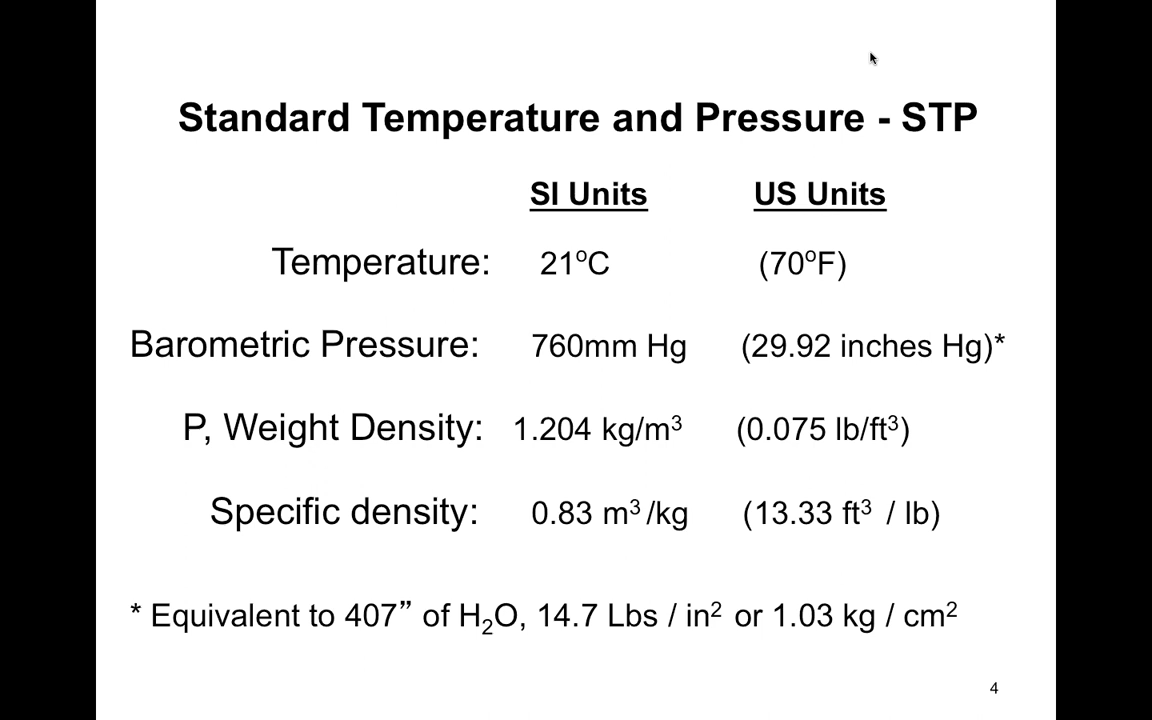 Standard Temperature and Pressure - STP
SI Units US Units
Temperature: 21°C (70°F)
Barometric Pressure: 760mm Hg (29.92 inches Hg)*
P, Weight Density: 1.204 kg/m³ (0.075 lb/ft³)
Specific density: 0.83 m³/kg (13.33 ft³ / lb)
* Equivalent to 407” of H₂O, 14.7 Lbs / in² or 1.03 kg / cm²
4